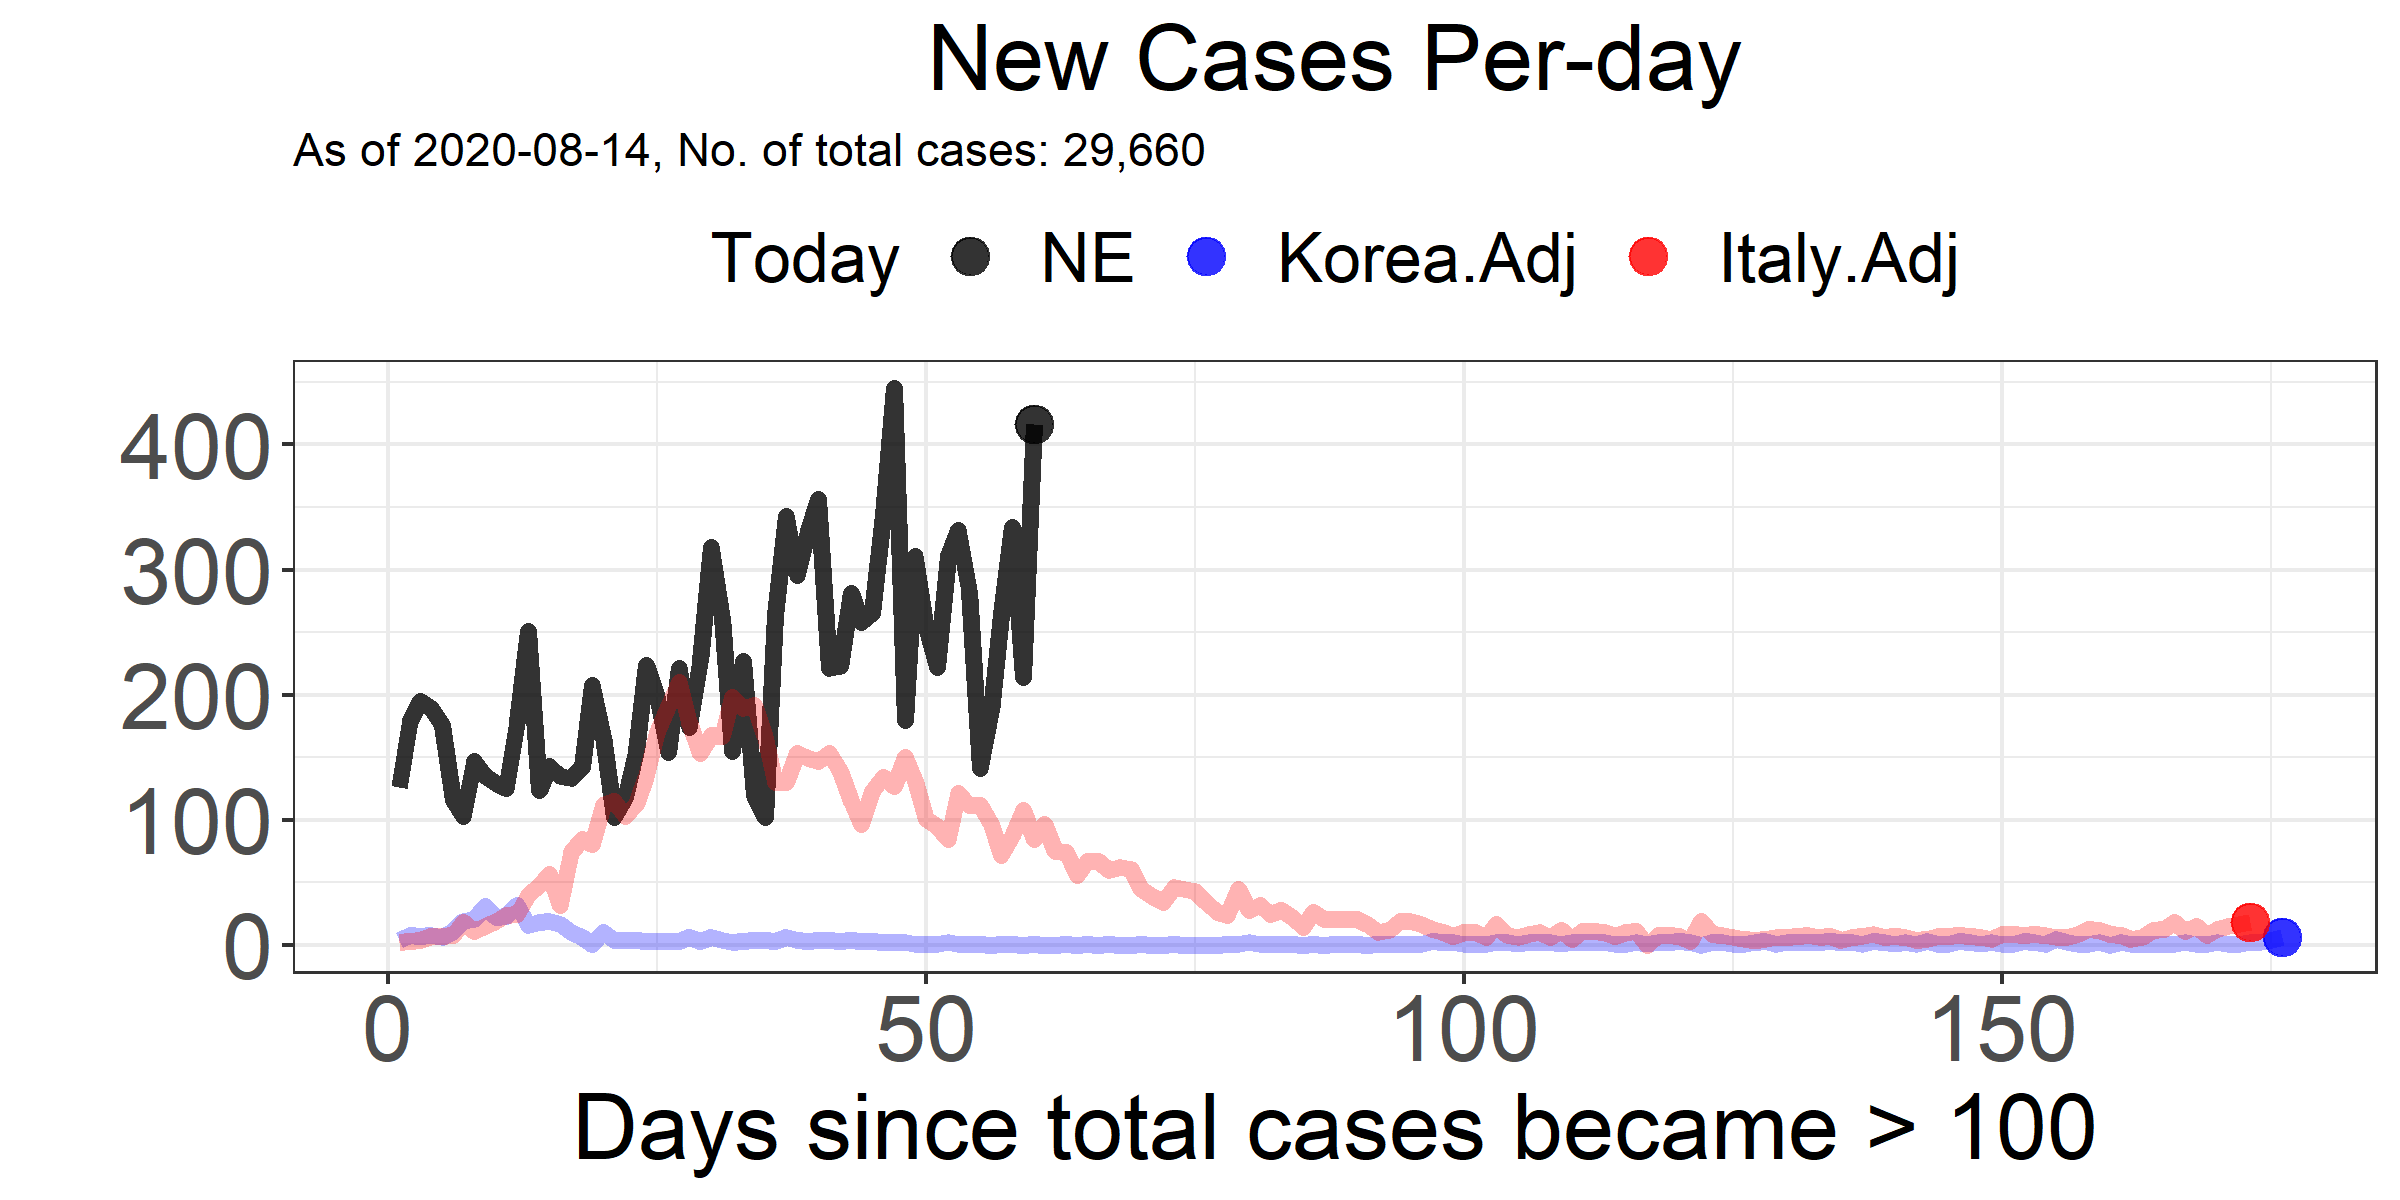 New Cases Per-day
As of 2020-08-14, No. of total cases: 29,660
Today NE Korea.Adj Italy.Adj
400
300
200
100
0
0 50 100 150
Days since total cases became > 100